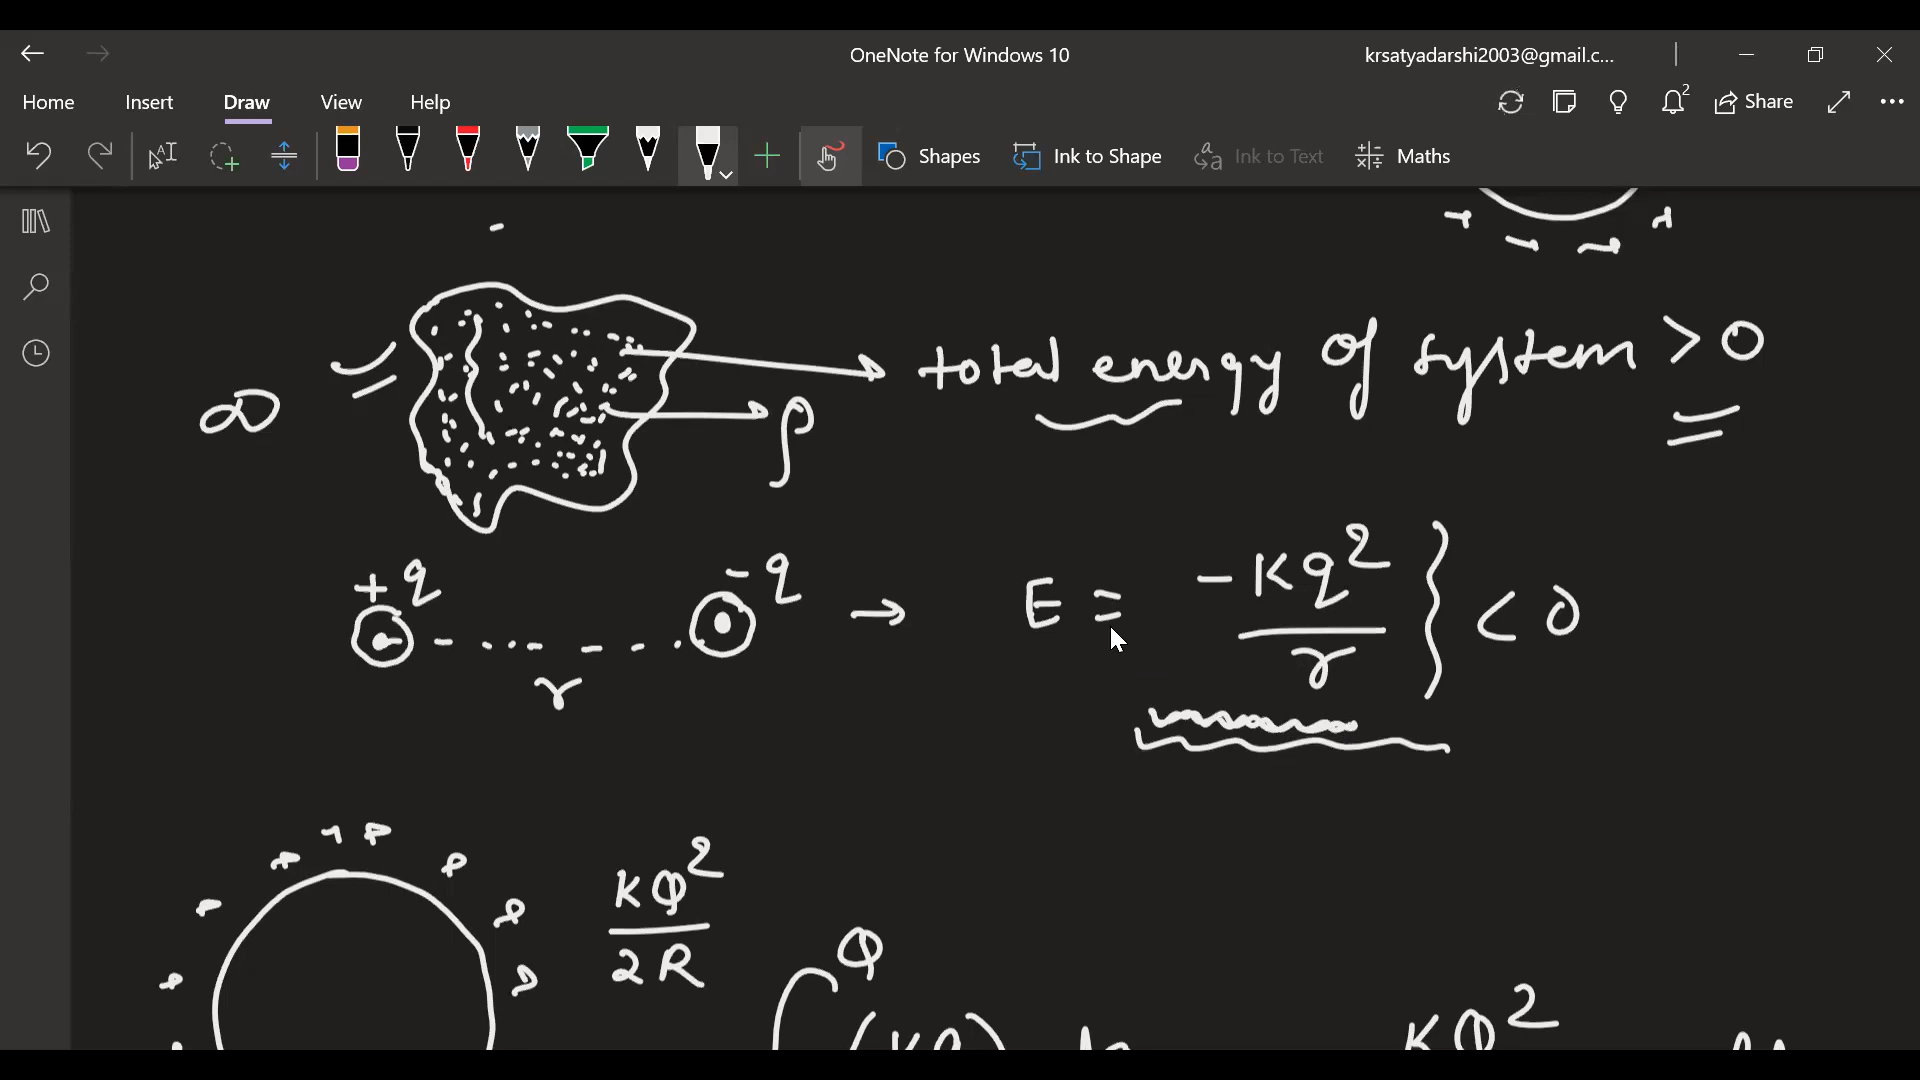 OneNote for Windows 10
krsatyadarshi2003@gmail.c...
Home Insert Draw View Help
2
Share
Shapes
Ink to Shape
Ink to Text
Maths
∞
total energy of system > 0
ρ
+q
-q → E = -Kq² / r } < 0
r
KQ² / 2R
Q
KQ²